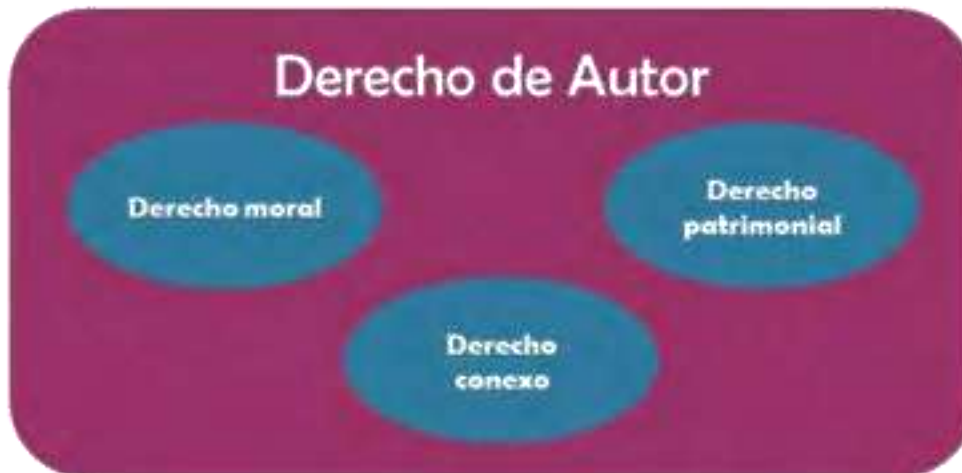 Derecho de Autor
Derecho moral
Derecho
patrimonial
Derecho
conexo